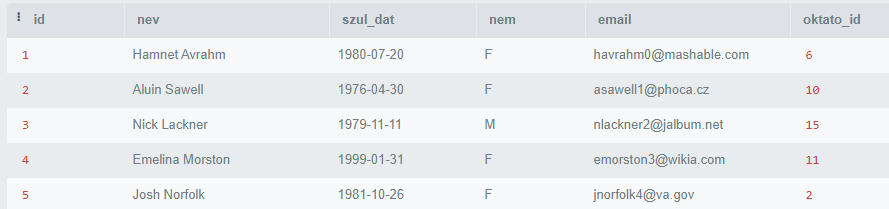 id nev szul_dat nem email oktato_id
1 Hamnet Avrahm 1980-07-20 F havrahm0@mashable.com 6
2 Aluin Sawell 1976-04-30 F asawell1@phoca.cz 10
3 Nick Lackner 1979-11-11 M nlackner2@jalbum.net 15
4 Emelina Morston 1999-01-31 F emorston3@wikia.com 11
5 Josh Norfolk 1981-10-26 F jnorfolk4@va.gov 2